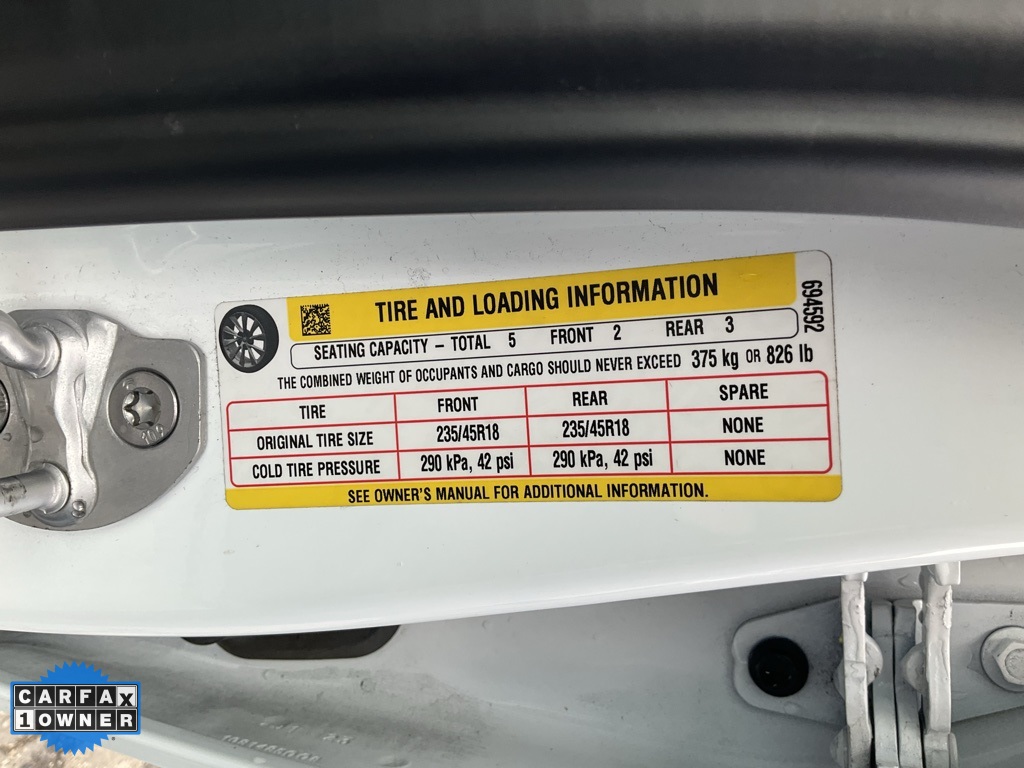 TIRE AND LOADING INFORMATION
694592
SEATING CAPACITY – TOTAL 5 FRONT 2 REAR 3
THE COMBINED WEIGHT OF OCCUPANTS AND CARGO SHOULD NEVER EXCEED 375 kg OR 826 lb
TIRE FRONT REAR SPARE
ORIGINAL TIRE SIZE 235/45R18 235/45R18 NONE
COLD TIRE PRESSURE 290 kPa, 42 psi 290 kPa, 42 psi NONE
SEE OWNER'S MANUAL FOR ADDITIONAL INFORMATION.
CARFAX
1 OWNER